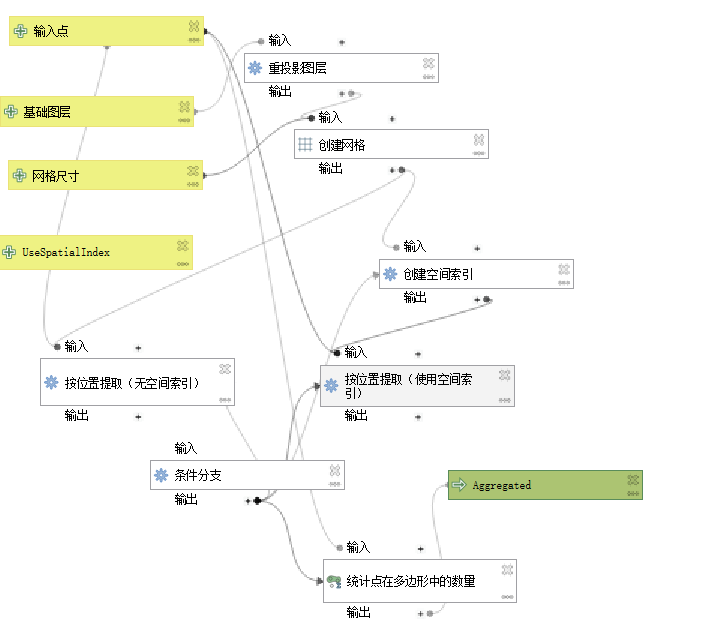 输入点
输入
重投影图层
输出
基础图层
输入
创建网格
输出
网格尺寸
UseSpatialIndex
输入
创建空间索引
输出
输入
按位置提取（无空间索引）
输出
输入
按位置提取（使用空间索
引）
输出
输入
条件分支
输出
Aggregated
输入
统计点在多边形中的数量
输出